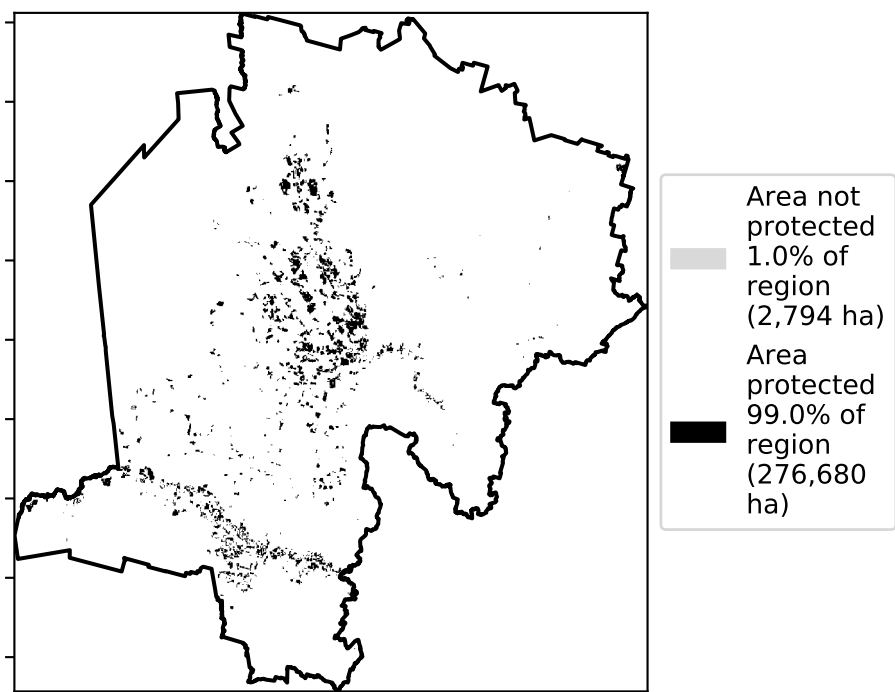 Area not
protected
1.0% of
region
(2,794 ha)
Area
protected
99.0% of
region
(276,680
ha)